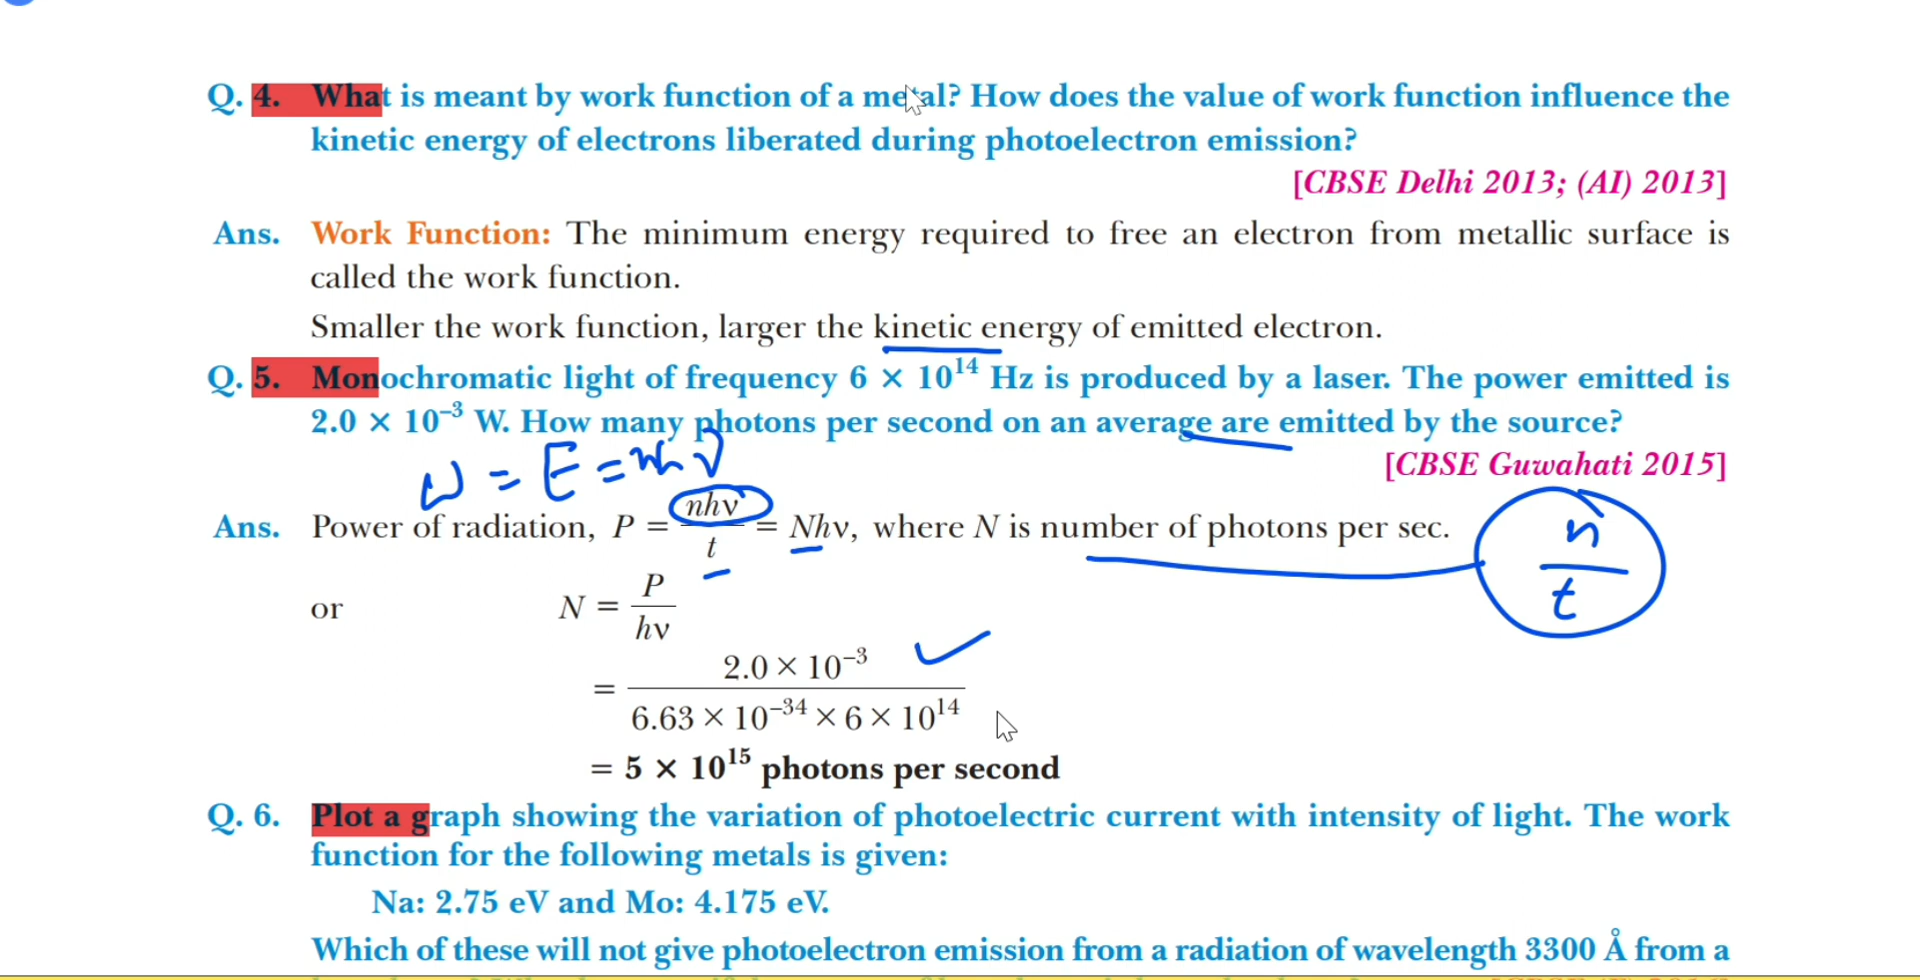 Q. 4. What is meant by work function of a metal? How does the value of work function influence the
kinetic energy of electrons liberated during photoelectron emission?
[CBSE Delhi 2013; (AI) 2013]
Ans. Work Function: The minimum energy required to free an electron from metallic surface is
called the work function.
Smaller the work function, larger the kinetic energy of emitted electron.
Q. 5. Monochromatic light of frequency 6 × 10¹⁴ Hz is produced by a laser. The power emitted is
2.0 × 10⁻³ W. How many photons per second on an average are emitted by the source?
[CBSE Guwahati 2015]
W = E = nhν
Ans. Power of radiation, P = nhν/t = Nhν, where N is number of photons per sec.
n/t
or N = P/hν
= 2.0 × 10⁻³ / 6.63 × 10⁻³⁴ × 6 × 10¹⁴
= 5 × 10¹⁵ photons per second
Q. 6. Plot a graph showing the variation of photoelectric current with intensity of light. The work
function for the following metals is given:
Na: 2.75 eV and Mo: 4.175 eV.
Which of these will not give photoelectron emission from a radiation of wavelength 3300 Å from a